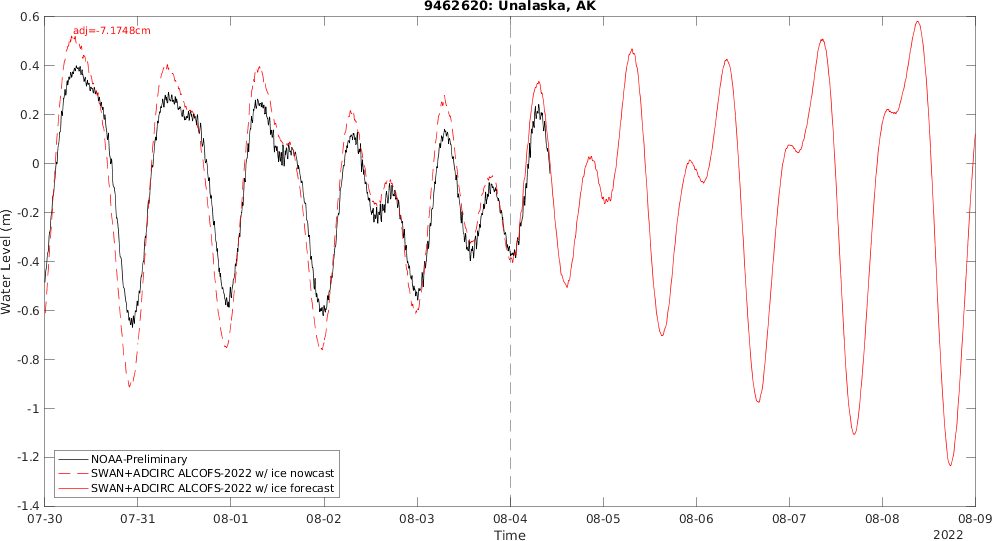 9462620: Unalaska, AK
adj=-7.1748cm
0.6
0.4
0.2
0
-0.2
-0.4
-0.6
-0.8
-1
-1.2
-1.4
Water Level (m)
NOAA-Preliminary
SWAN+ADCIRC ALCOFS-2022 w/ ice nowcast
SWAN+ADCIRC ALCOFS-2022 w/ ice forecast
07-30 07-31 08-01 08-02 08-03 08-04 08-05 08-06 08-07 08-08 08-09
Time
2022